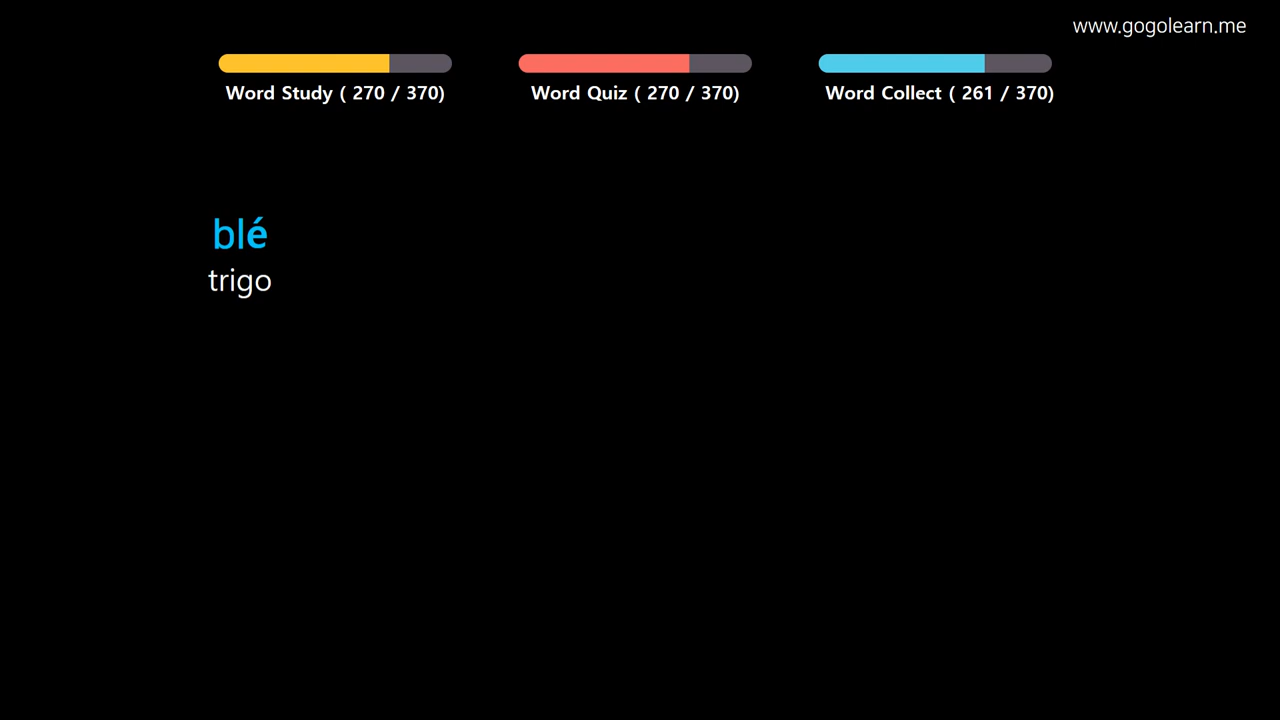 www.gogolearn.me
Word Study ( 270 / 370)
Word Quiz ( 270 / 370)
Word Collect ( 261 / 370)
blé
trigo